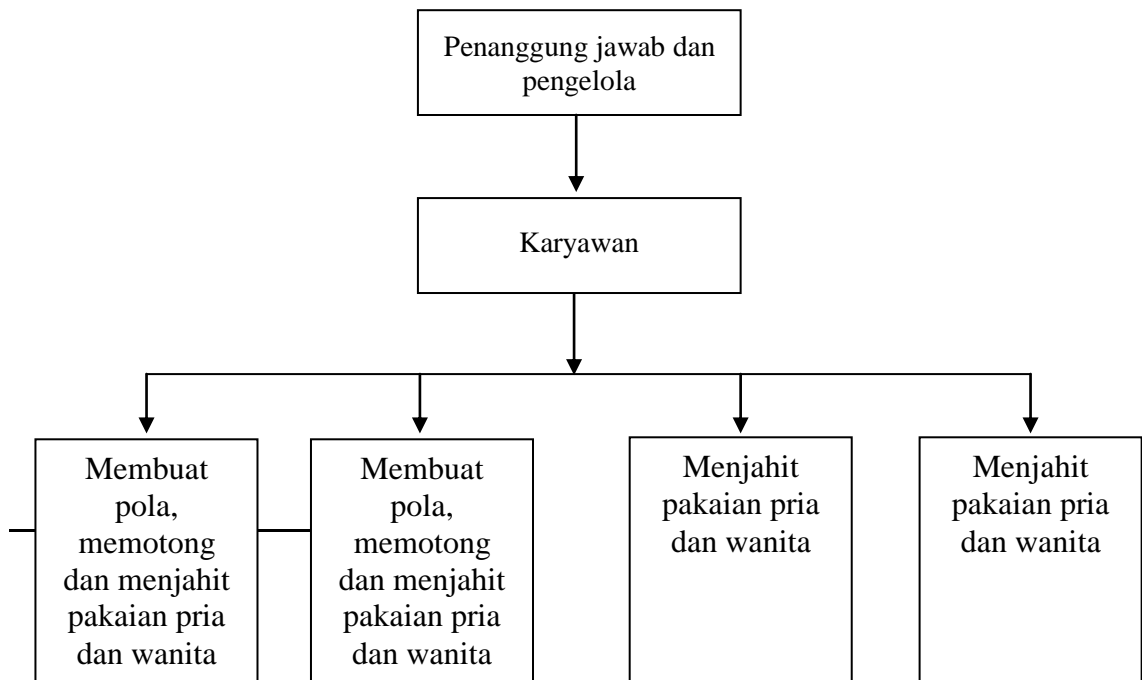 Penanggung jawab dan
pengelola
Karyawan
Membuat
pola,
memotong
dan menjahit
pakaian pria
dan wanita
Membuat
pola,
memotong
dan menjahit
pakaian pria
dan wanita
Menjahit
pakaian pria
dan wanita
Menjahit
pakaian pria
dan wanita